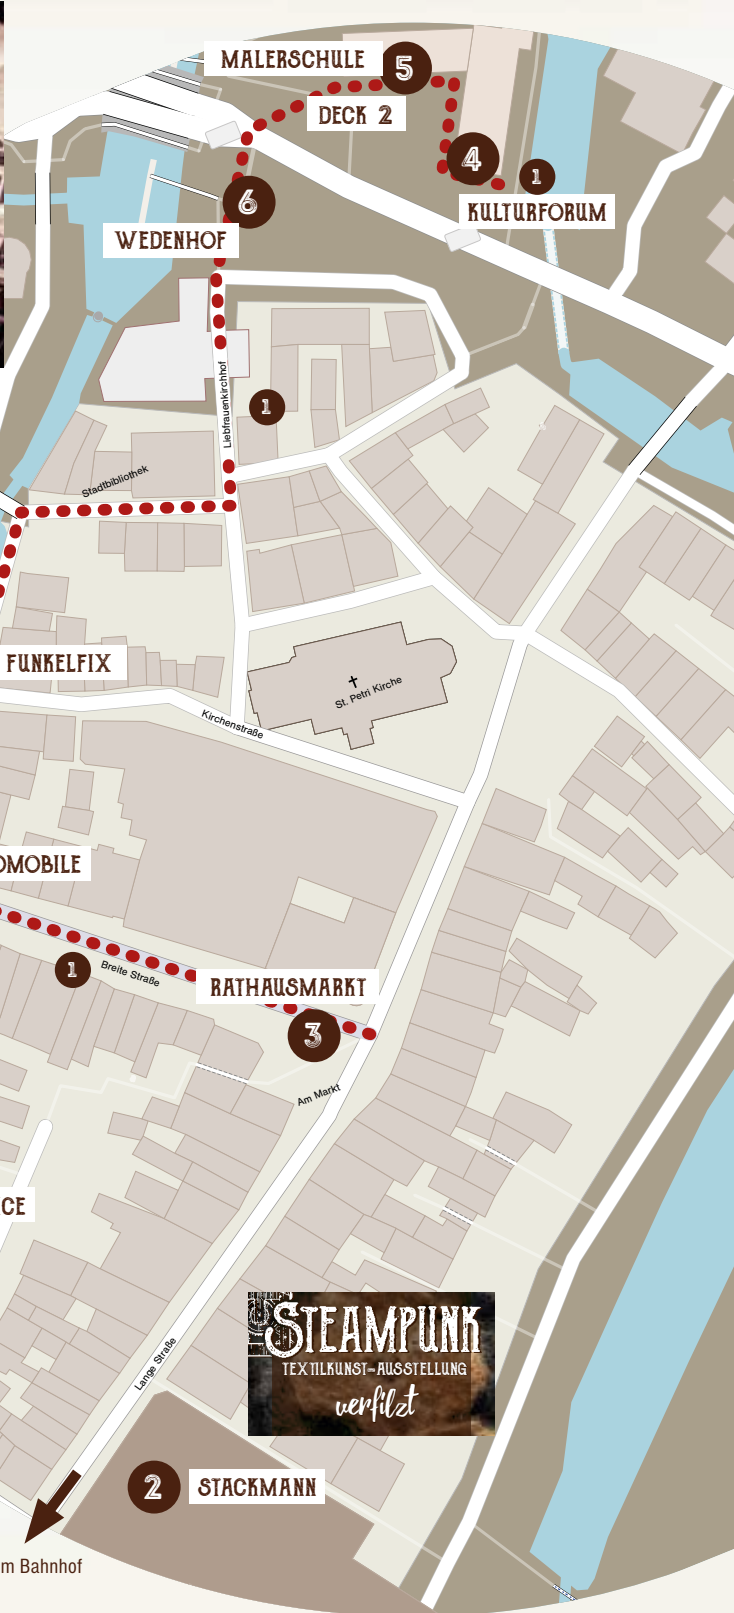 MALERSCHULE
5
DECK 2
4
1
KULTURFORUM
6
WEDENHOF
Liebfrauenkirchhof
1
Stadtbibliothek
FUNKELFIX
St. Petri Kirche
Kirchenstraße
OMOBILE
1
Breite Straße
RATHAUSMARKT
3
Am Markt
CE
STEAMPUNK
TEXTILKUNST-AUSSTELLUNG
verfilzt
Lange Straße
2
STACKMANN
m Bahnhof